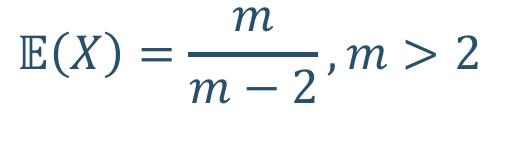 𝔼(X) = m / (m − 2), m > 2